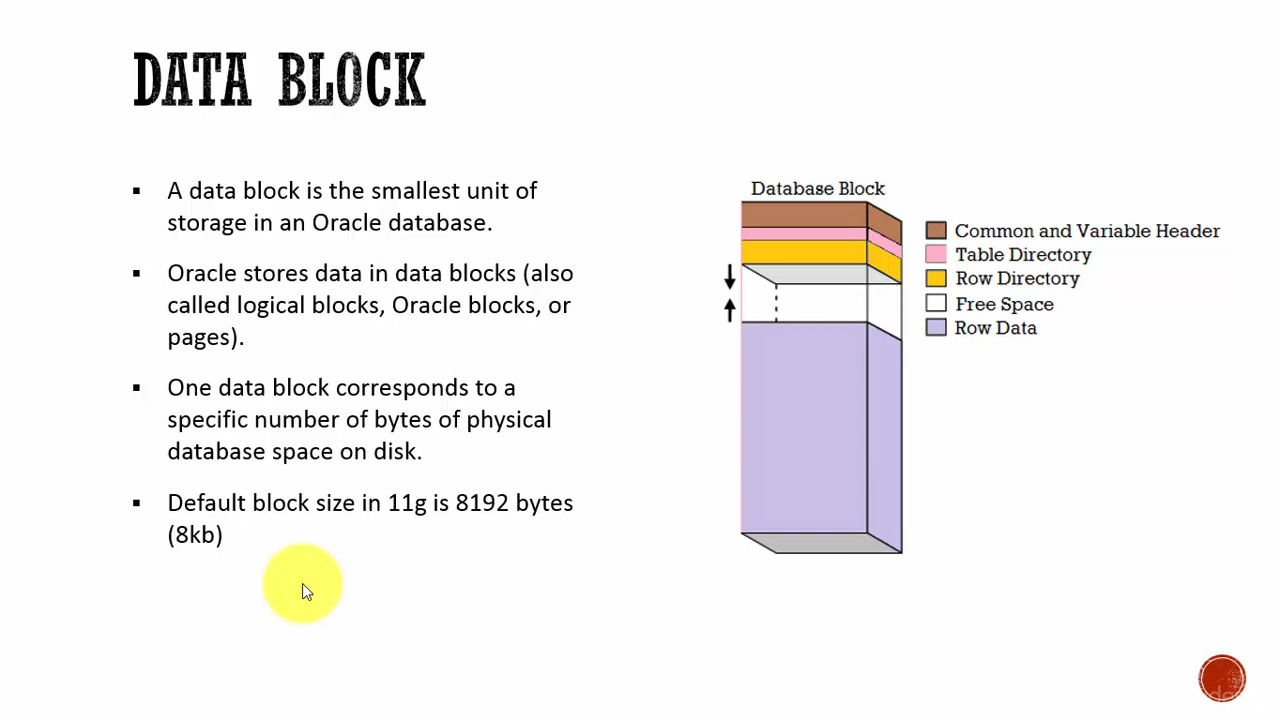 DATA BLOCK
▪ A data block is the smallest unit of
storage in an Oracle database.
▪ Oracle stores data in data blocks (also
called logical blocks, Oracle blocks, or
pages).
▪ One data block corresponds to a
specific number of bytes of physical
database space on disk.
▪ Default block size in 11g is 8192 bytes
(8kb)
Database Block
Common and Variable Header
Table Directory
Row Directory
Free Space
Row Data